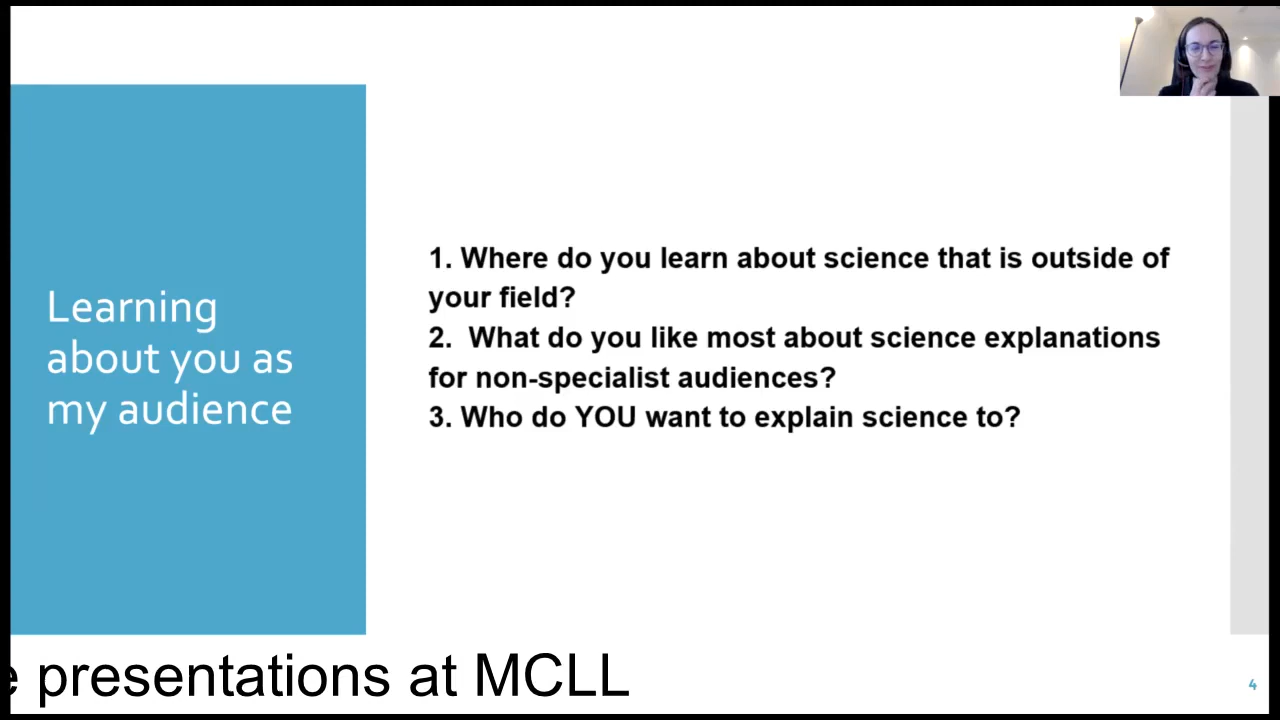 Learning
about you as
my audience
1. Where do you learn about science that is outside of
your field?
2. What do you like most about science explanations
for non-specialist audiences?
3. Who do YOU want to explain science to?
presentations at MCLL
4